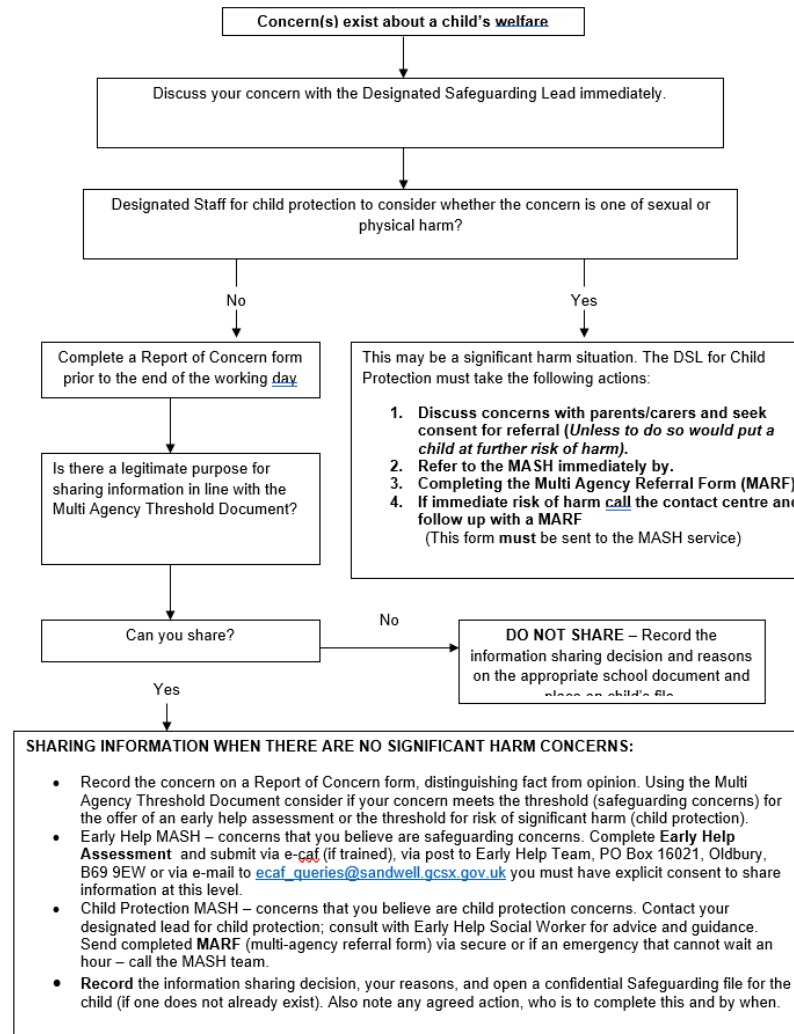 Concern(s) exist about a child's welfare
Discuss your concern with the Designated Safeguarding Lead immediately.
Designated Staff for child protection to consider whether the concern is one of sexual or
physical harm?
No
Yes
Complete a Report of Concern form
prior to the end of the working day
This may be a significant harm situation. The DSL for Child
Protection must take the following actions:
1. Discuss concerns with parents/carers and seek
consent for referral (Unless to do so would put a
child at further risk of harm).
2. Refer to the MASH immediately by.
3. Completing the Multi Agency Referral Form (MARF)
4. If immediate risk of harm call the contact centre and
follow up with a MARF
(This form must be sent to the MASH service)
Is there a legitimate purpose for
sharing information in line with the
Multi Agency Threshold Document?
Can you share?
No
DO NOT SHARE – Record the
information sharing decision and reasons
on the appropriate school document and
place on child's file
Yes
SHARING INFORMATION WHEN THERE ARE NO SIGNIFICANT HARM CONCERNS:
• Record the concern on a Report of Concern form, distinguishing fact from opinion. Using the Multi
Agency Threshold Document consider if your concern meets the threshold (safeguarding concerns) for
the offer of an early help assessment or the threshold for risk of significant harm (child protection).
• Early Help MASH – concerns that you believe are safeguarding concerns. Complete Early Help
Assessment and submit via e-caf (if trained), via post to Early Help Team, PO Box 16021, Oldbury,
B69 9EW or via e-mail to ecaf_queries@sandwell.gcsx.gov.uk you must have explicit consent to share
information at this level.
• Child Protection MASH – concerns that you believe are child protection concerns. Contact your
designated lead for child protection; consult with Early Help Social Worker for advice and guidance.
Send completed MARF (multi-agency referral form) via secure or if an emergency that cannot wait an
hour – call the MASH team.
• Record the information sharing decision, your reasons, and open a confidential Safeguarding file for the
child (if one does not already exist). Also note any agreed action, who is to complete this and by when.